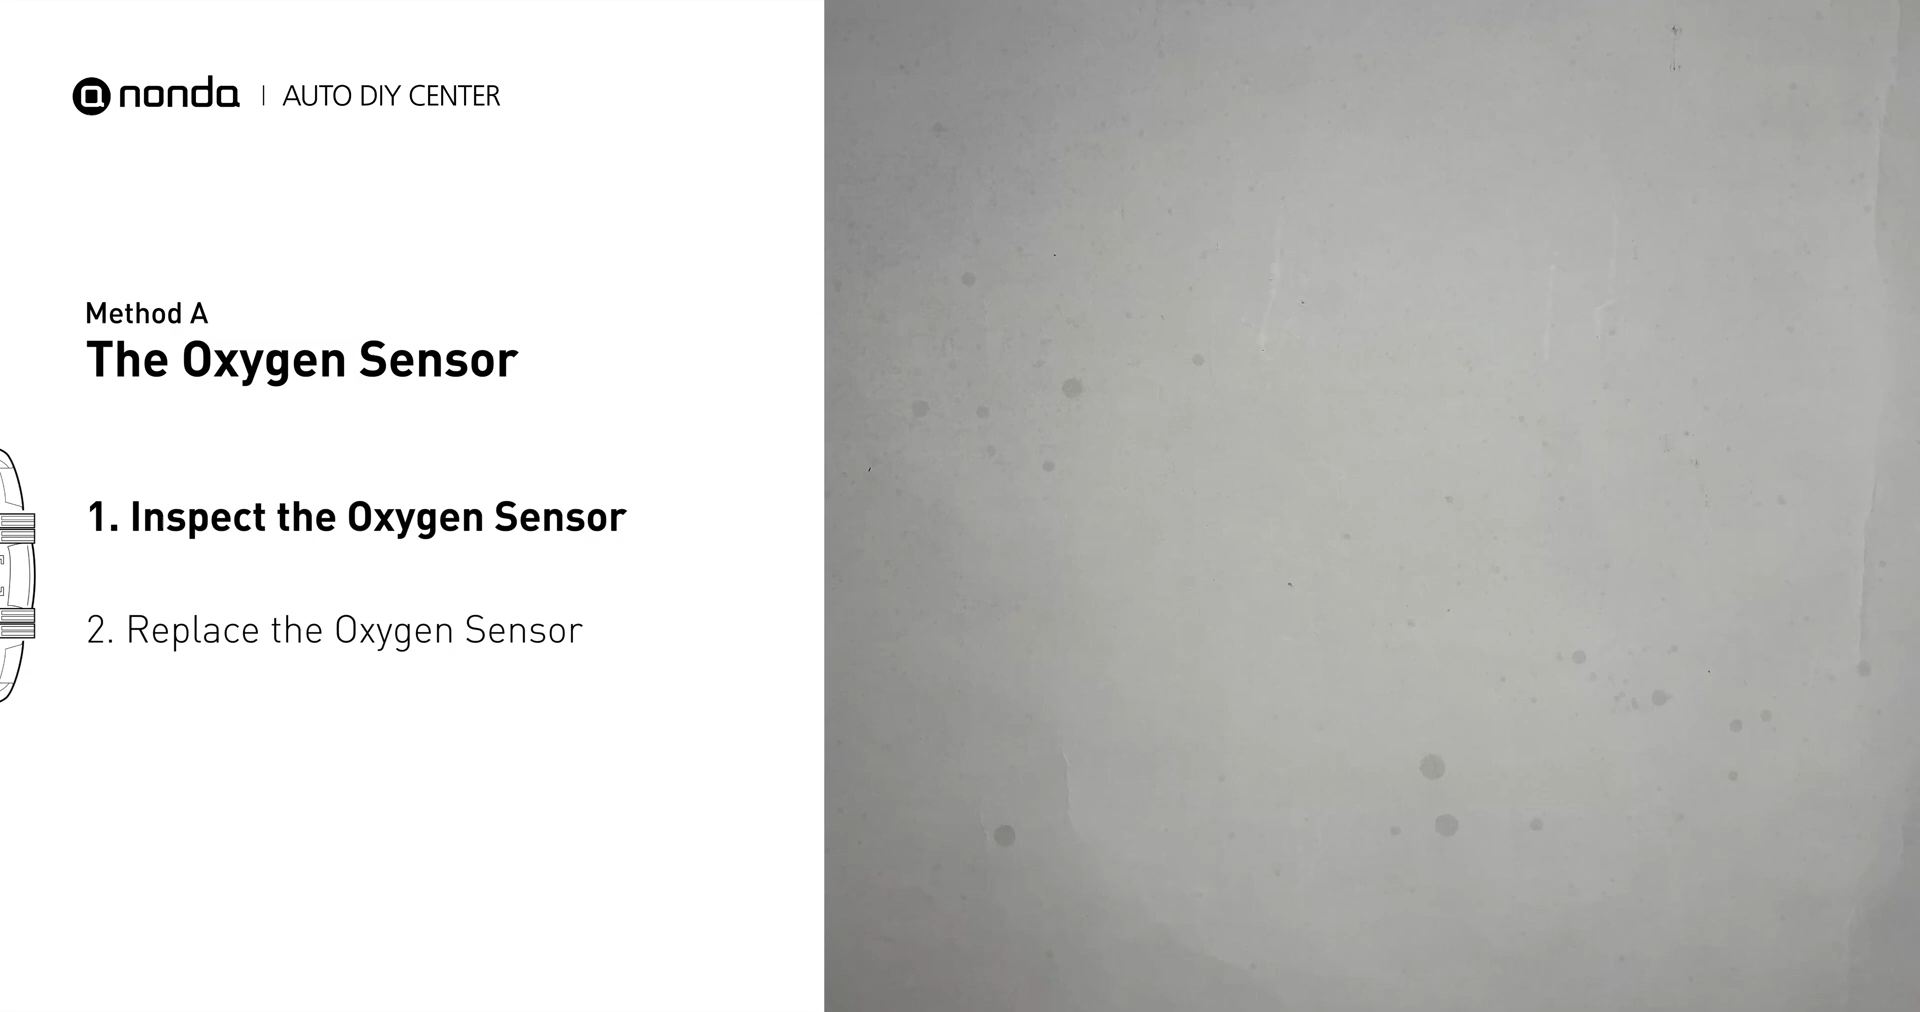 nonda | AUTO DIY CENTER
Method A
The Oxygen Sensor
1. Inspect the Oxygen Sensor
2. Replace the Oxygen Sensor